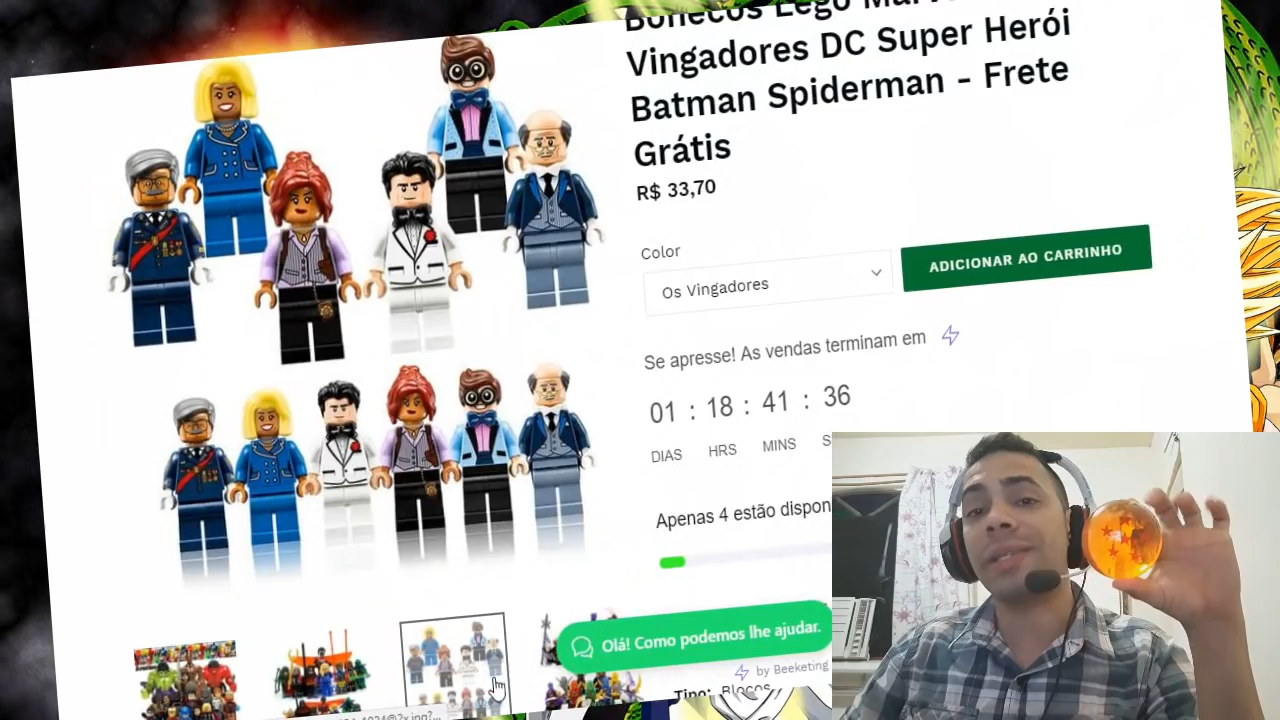 Bonecos Lego
Vingadores DC Super Herói
Batman Spiderman - Frete
Grátis
R$ 33,70
Color
Os Vingadores
ADICIONAR AO CARRINHO
Se apresse! As vendas terminam em
01 : 18 : 41 : 36
DIAS HRS MINS S
Apenas 4 estão dispon
Olá! Como podemos lhe ajudar.
by Beeketing
Tipo: Blocos